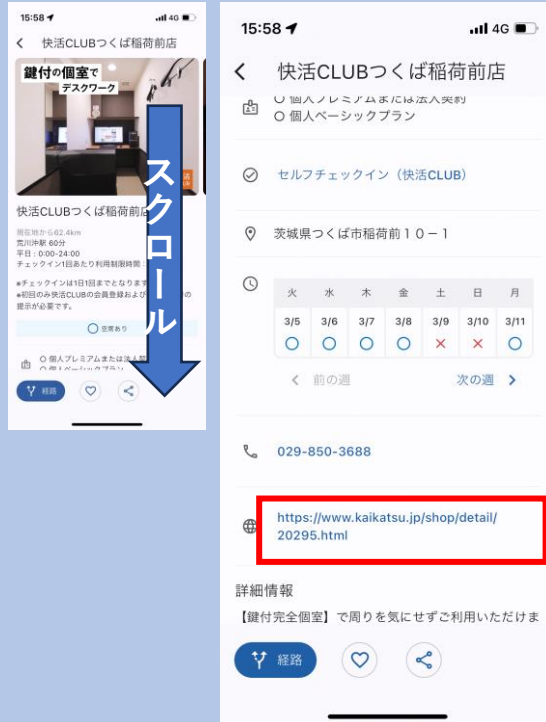 15:58
4G
快活CLUBつくば稲荷前店
鍵付の個室で
デスクワーク
快活CLUBつくば稲荷前店
現在地から62.4km
荒川沖駅 60分
平日：0:00-24:00
チェックイン1回あたり利用制限時間：
※チェックインは1日1回までとなります
※初回のみ快活CLUBの会員登録および
提示が必要です。
空席あり
○ 個人プレミアムまたは法人契
○ 個人ベーシックプラン
経路
スクロール
15:58
4G
快活CLUBつくば稲荷前店
○ 個人プレミアムまたは法人契約
○ 個人ベーシックプラン
セルフチェックイン（快活CLUB）
茨城県つくば市稲荷前１０－１
火 水 木 金 土 日 月
3/5 3/6 3/7 3/8 3/9 3/10 3/11
○ ○ ○ ○ × × ○
< 前の週 次の週 >
029-850-3688
https://www.kaikatsu.jp/shop/detail/
20295.html
詳細情報
【鍵付完全個室】で周りを気にせずご利用いただけま
経路